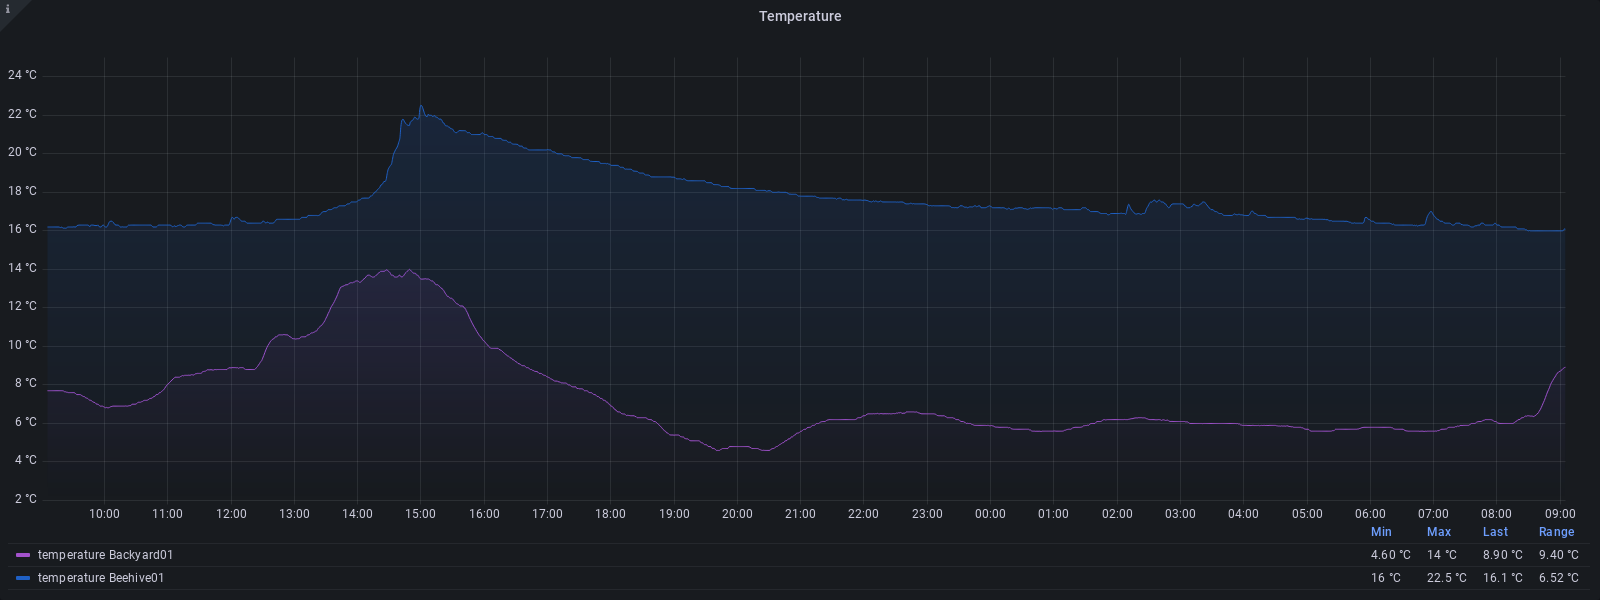 i
Temperature
24 °C
22 °C
20 °C
18 °C
16 °C
14 °C
12 °C
10 °C
8 °C
6 °C
4 °C
2 °C
10:00 11:00 12:00 13:00 14:00 15:00 16:00 17:00 18:00 19:00 20:00 21:00 22:00 23:00 00:00 01:00 02:00 03:00 04:00 05:00 06:00 07:00 08:00 09:00
Min Max Last Range
temperature Backyard01 4.60 °C 14 °C 8.90 °C 9.40 °C
temperature Beehive01 16 °C 22.5 °C 16.1 °C 6.52 °C